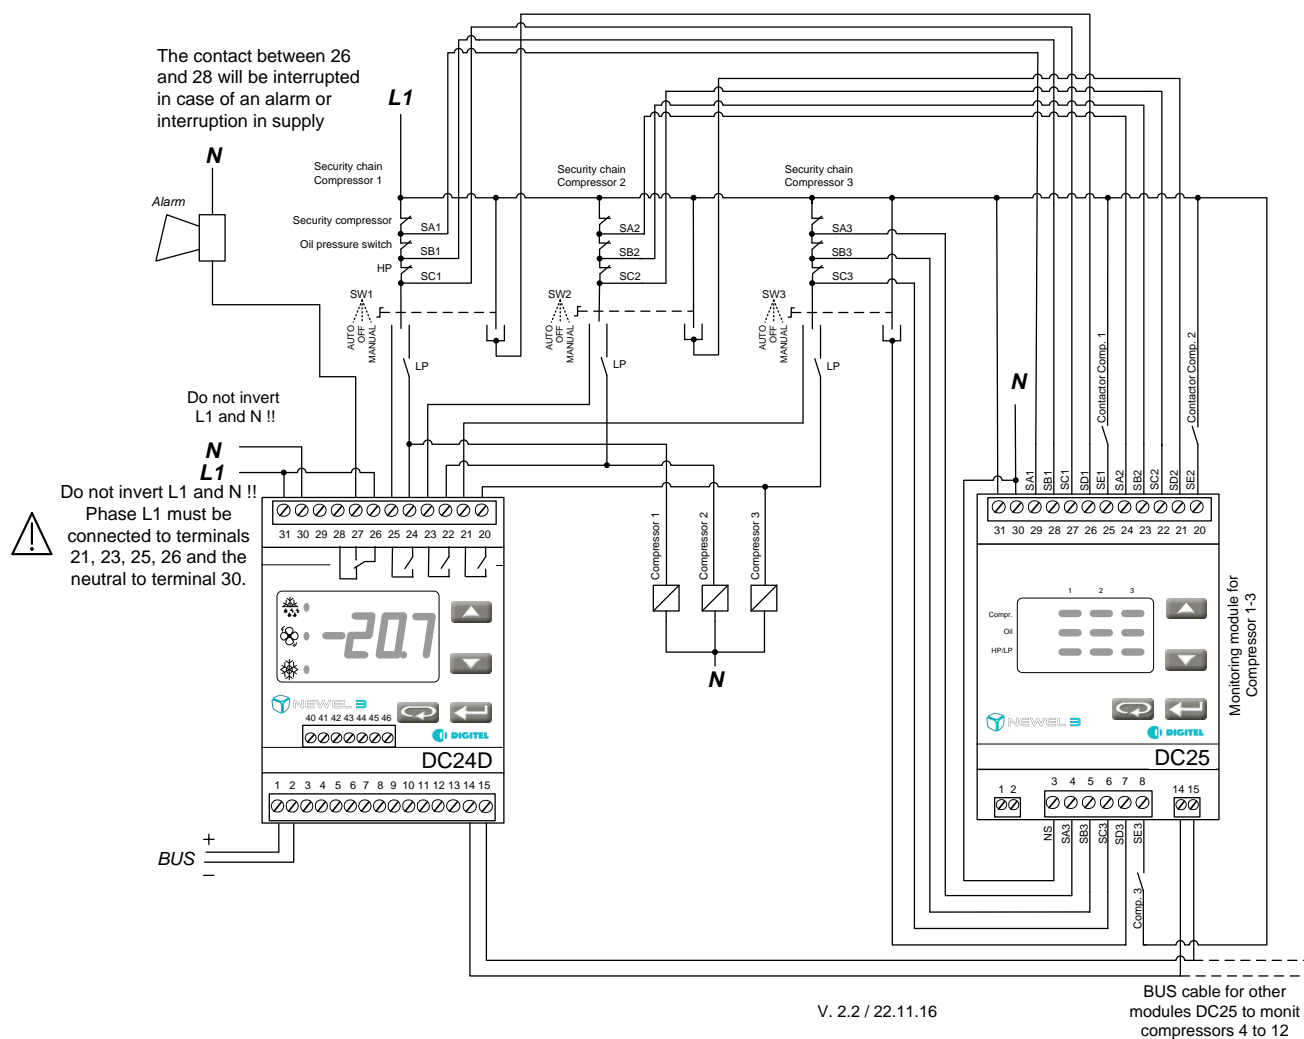 The contact between 26
and 28 will be interrupted
in case of an alarm or
interruption in supply
L1
N
Alarm
Security chain
Compressor 1
Security chain
Compressor 2
Security chain
Compressor 3
Security compressor
Oil pressure switch
HP
SA1
SB1
SC1
SA2
SB2
SC2
SA3
SB3
SC3
SW1
AUTO
OFF
MANUAL
SW2
AUTO
OFF
MANUAL
SW3
AUTO
OFF
MANUAL
LP
LP
LP
Do not invert
L1 and N !!
N
L1
Do not invert L1 and N !!
Phase L1 must be
connected to terminals
21, 23, 25, 26 and the
neutral to terminal 30.
31 30 29 28 27 26 25 24 23 22 21 20
-20.7
NEWEL 3
40 41 42 43 44 45 46
DIGITEL
DC24D
1 2 3 4 5 6 7 8 9 10 11 12 13 14 15
+
BUS
–
Compressor 1
Compressor 2
Compressor 3
N
N
Contactor Comp. 1
Contactor Comp. 2
SA1 SB1 SC1 SD1 SE1 SA2 SB2 SC2 SD2 SE2
31 30 29 28 27 26 25 24 23 22 21 20
1 2 3
Compr.
Oil
HP/LP
Monitoring module for
Compressor 1-3
NEWEL 3
DIGITEL
DC25
1 2 3 4 5 6 7 8 14 15
NS SA3 SB3 SC3 SD3 SE3
Comp. 3
V. 2.2 / 22.11.16
BUS cable for other
modules DC25 to monit
compressors 4 to 12